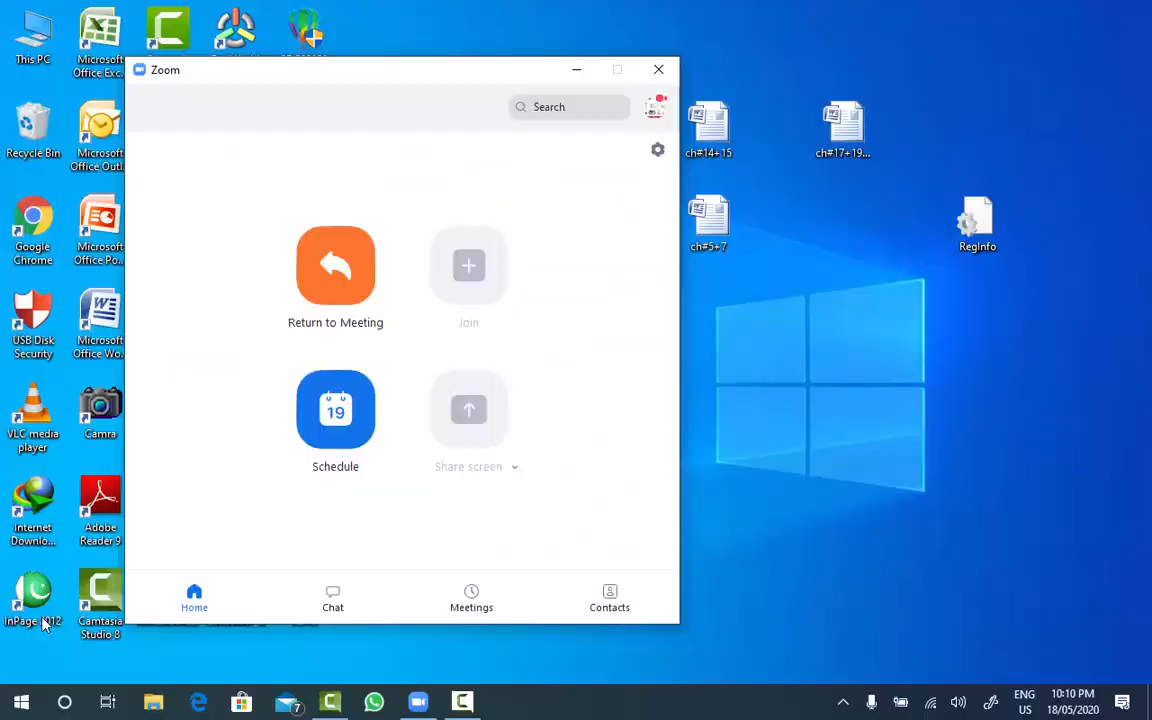 This PC
Microsoft
Office Exc...
Recycle Bin
Microsoft
Office Outl...
Google
Chrome
Microsoft
Office Po...
USB Disk
Security
Microsoft
Office Wo...
VLC media
player
Camra
Internet
Downlo...
Adobe
Reader 9
Camtasia
Studio 8
Zoom
Search
Return to Meeting
Join
19
Schedule
Share screen
Home
Chat
Meetings
Contacts
ch#14+15
ch#17+19...
ch#5+7
RegInfo
7
ENG
US
10:10 PM
18/05/2020